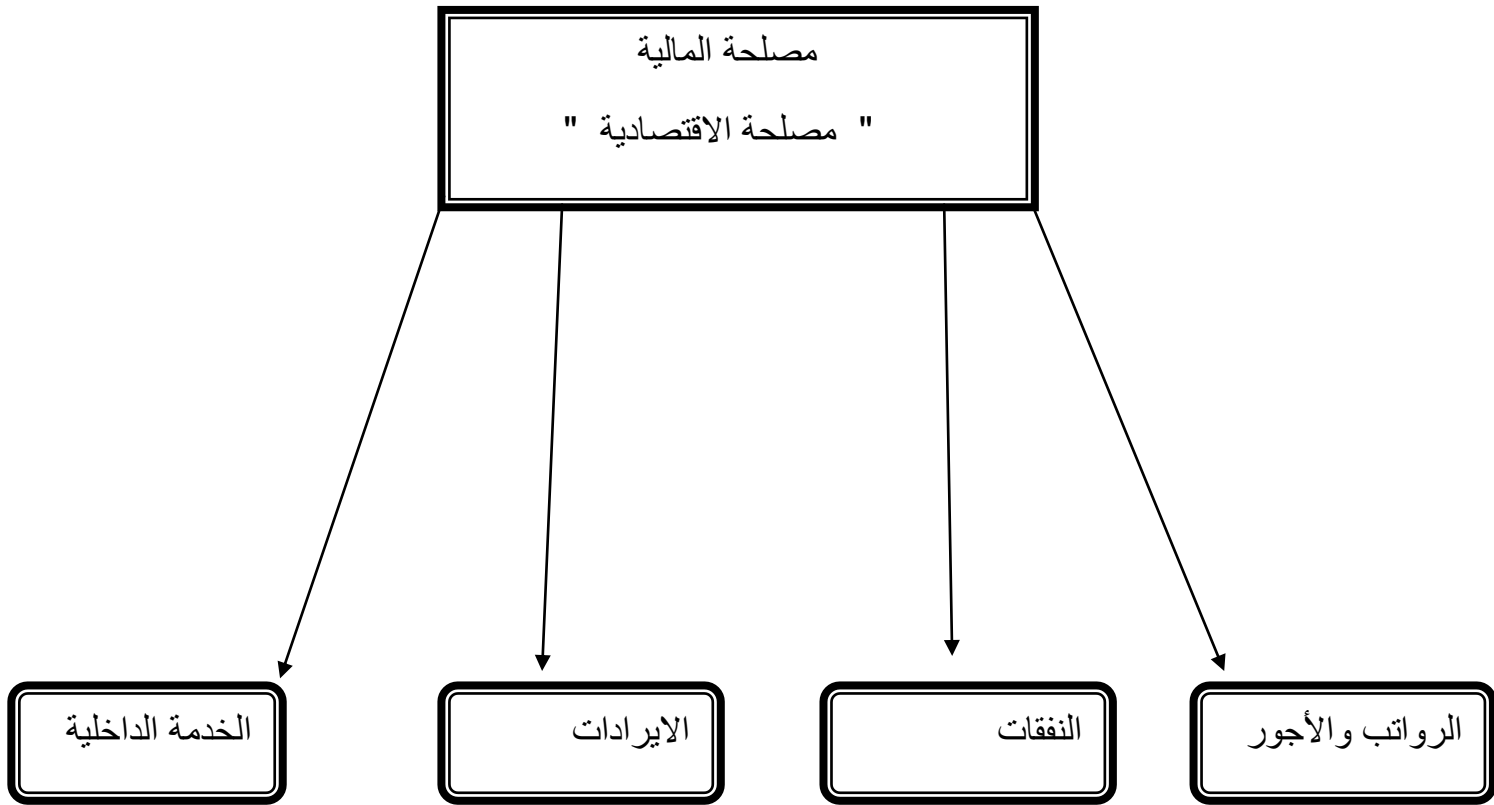 مصلحة المالية
" مصلحة الاقتصادية "
الرواتب والأجور
النفقات
الايرادات
الخدمة الداخلية